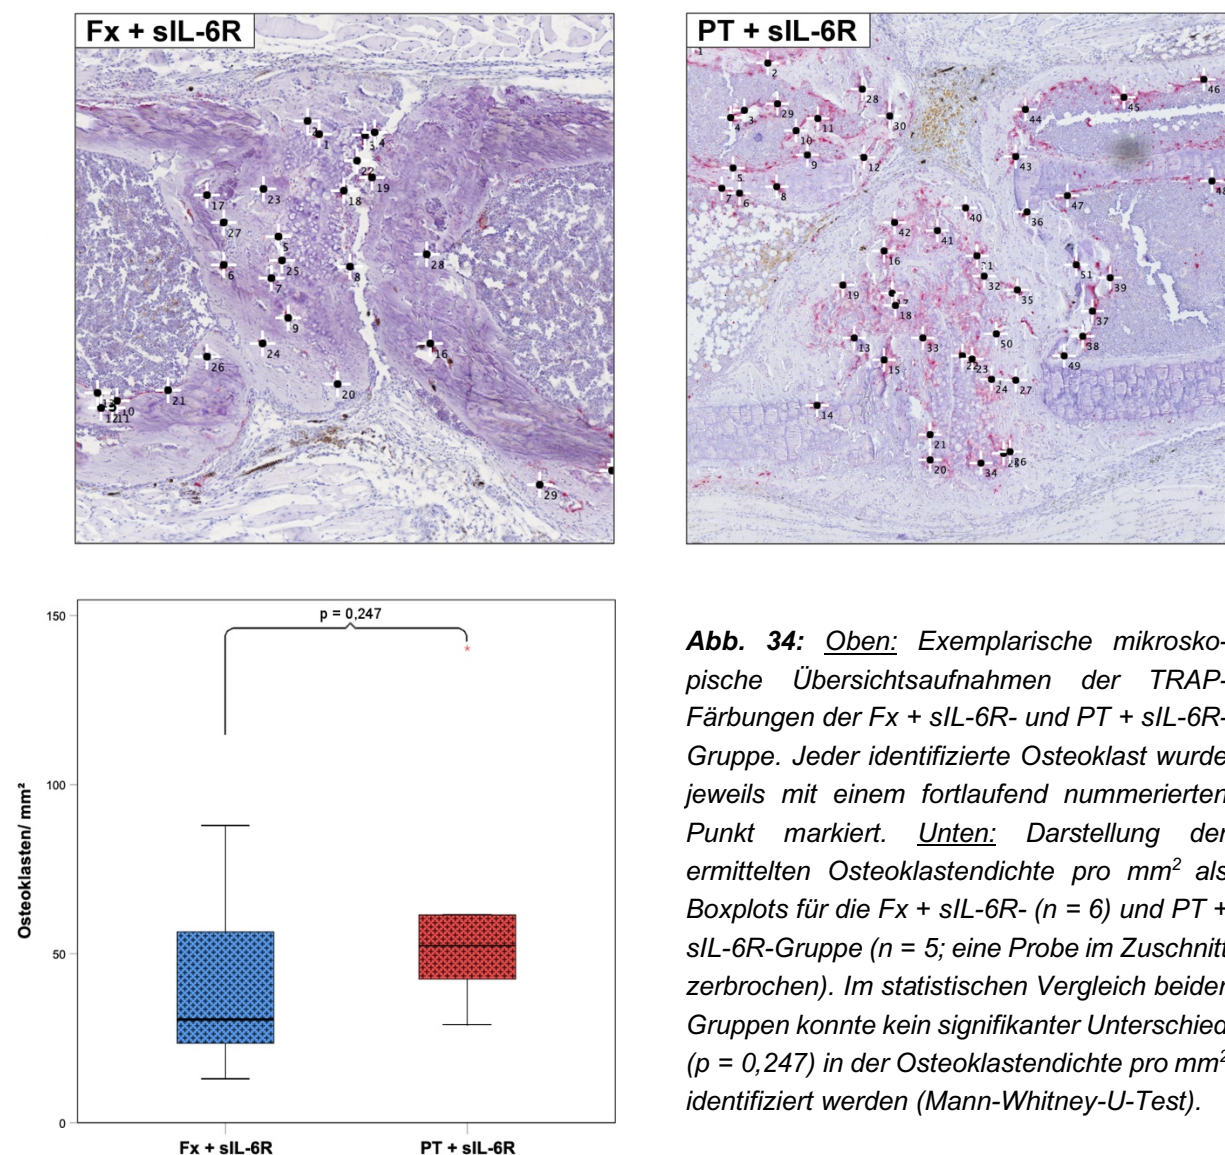 Fx + sIL-6R
PT + sIL-6R
150
100
50
0
Osteoklasten/ mm²
p = 0,247
*
Fx + sIL-6R
PT + sIL-6R
Abb. 34: Oben: Exemplarische mikrosko-
pische Übersichtsaufnahmen der TRAP-
Färbungen der Fx + sIL-6R- und PT + sIL-6R-
Gruppe. Jeder identifizierte Osteoklast wurde
jeweils mit einem fortlaufend nummerierten
Punkt markiert. Unten: Darstellung der
ermittelten Osteoklastendichte pro mm² als
Boxplots für die Fx + sIL-6R- (n = 6) und PT +
sIL-6R-Gruppe (n = 5; eine Probe im Zuschnitt
zerbrochen). Im statistischen Vergleich beider
Gruppen konnte kein signifikanter Unterschied
(p = 0,247) in der Osteoklastendichte pro mm²
identifiziert werden (Mann-Whitney-U-Test).